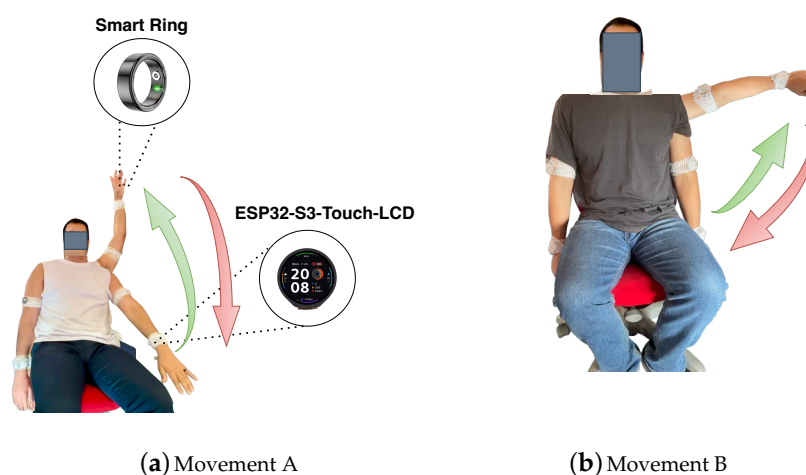 Smart Ring
ESP32-S3-Touch-LCD
20
08
(a) Movement A
(b) Movement B